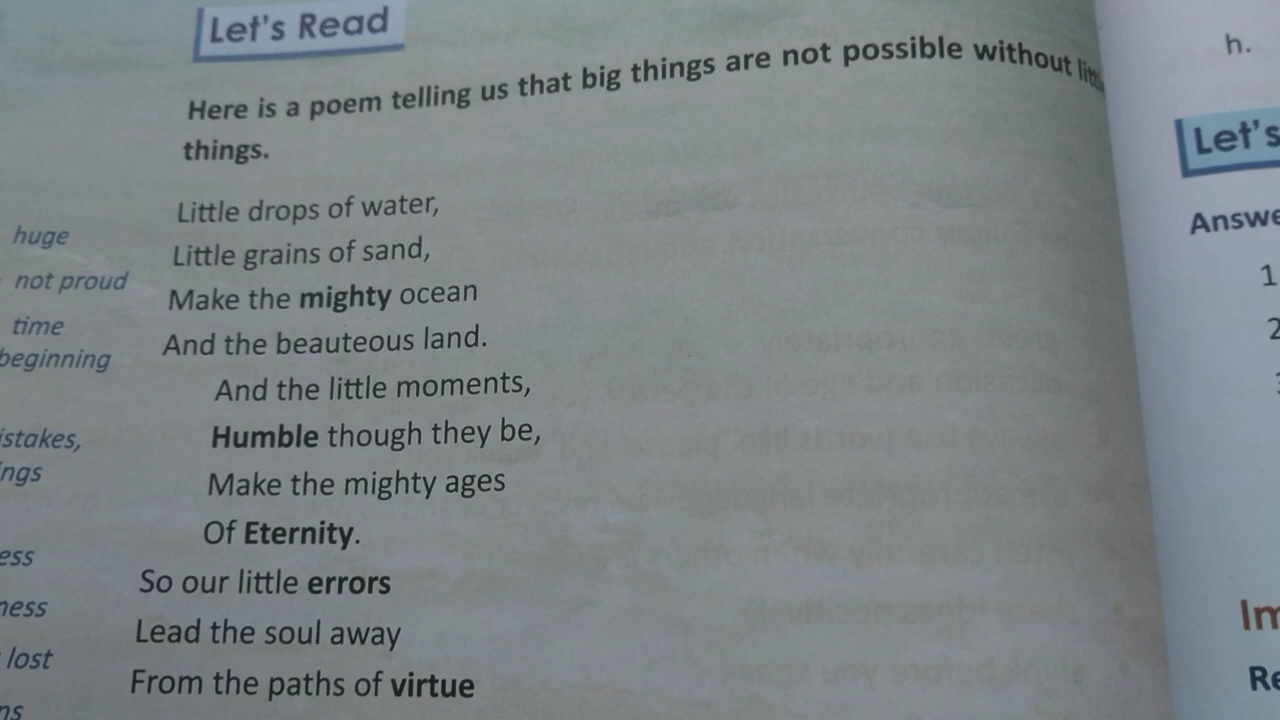 Let's Read
Here is a poem telling us that big things are not possible without
things.
Little drops of water,
Little grains of sand,
Make the mighty ocean
And the beauteous land.
And the little moments,
Humble though they be,
Make the mighty ages
Of Eternity.
So our little errors
Lead the soul away
From the paths of virtue
huge
not proud
time
beginning
lost
h.
Let's
1
2